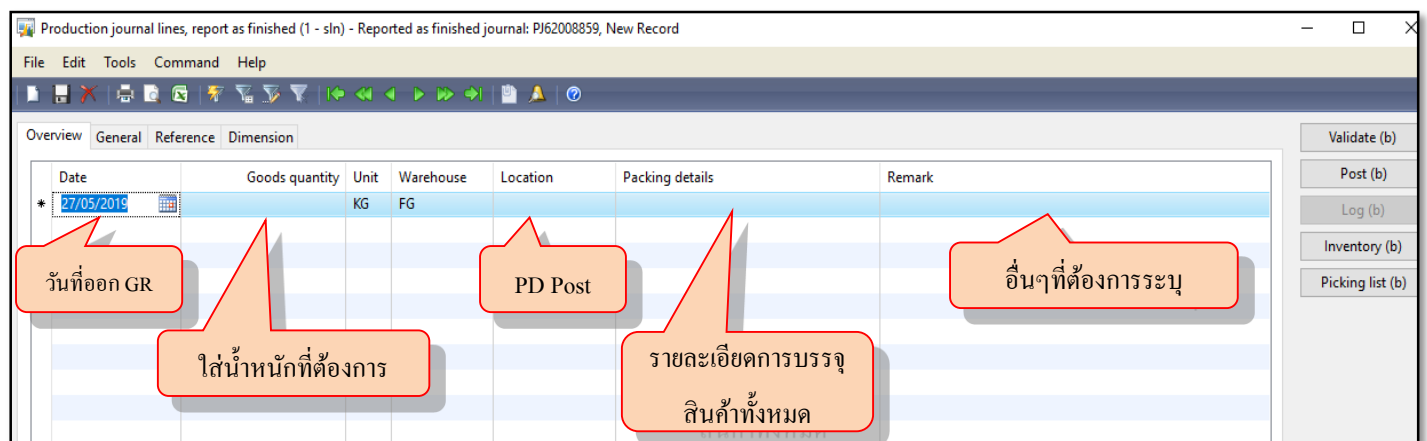 Production journal lines, report as finished (1 - sln) - Reported as finished journal: PJ62008859, New Record
File Edit Tools Command Help
Overview General Reference Dimension
Validate (b)
Date Goods quantity Unit Warehouse Location Packing details Remark
Post (b)
27/05/2019 KG FG
Log (b)
Inventory (b)
Picking list (b)
วันที่ออก GR
PD Post
อื่นๆที่ต้องการระบุ
ใส่น้ำหนักที่ต้องการ
รายละเอียดการบรรจุ
สินค้าทั้งหมด